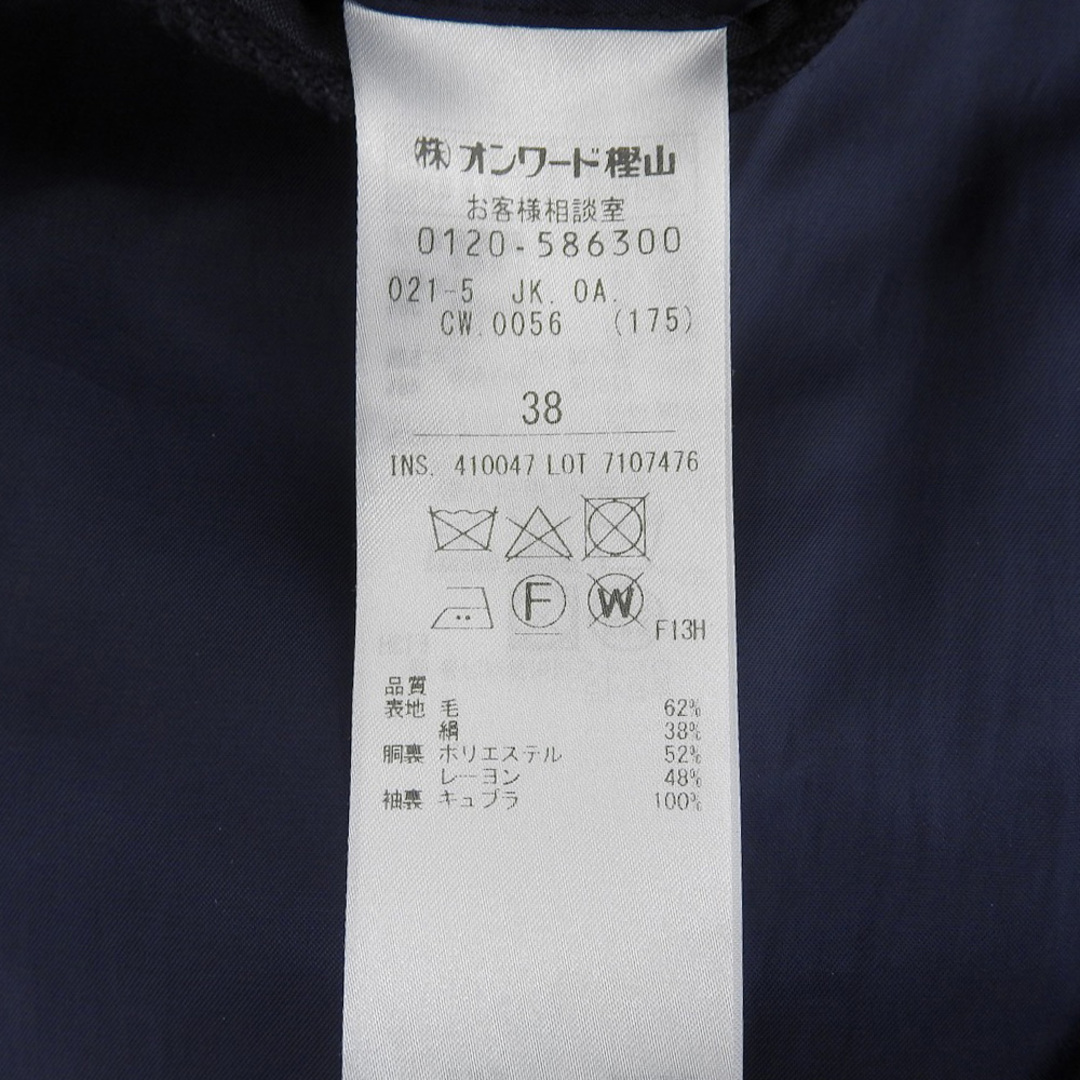 (株)オンワード樫山
お客様相談室
0120-586300
021-5 JK. OA.
CW.0056 (175)
38
INS. 410047 LOT 7107476
F W
F13H
品質
表地 毛 62%
絹 38%
胴裏 ポリエステル 52%
レーヨン 48%
袖裏 キュプラ 100%